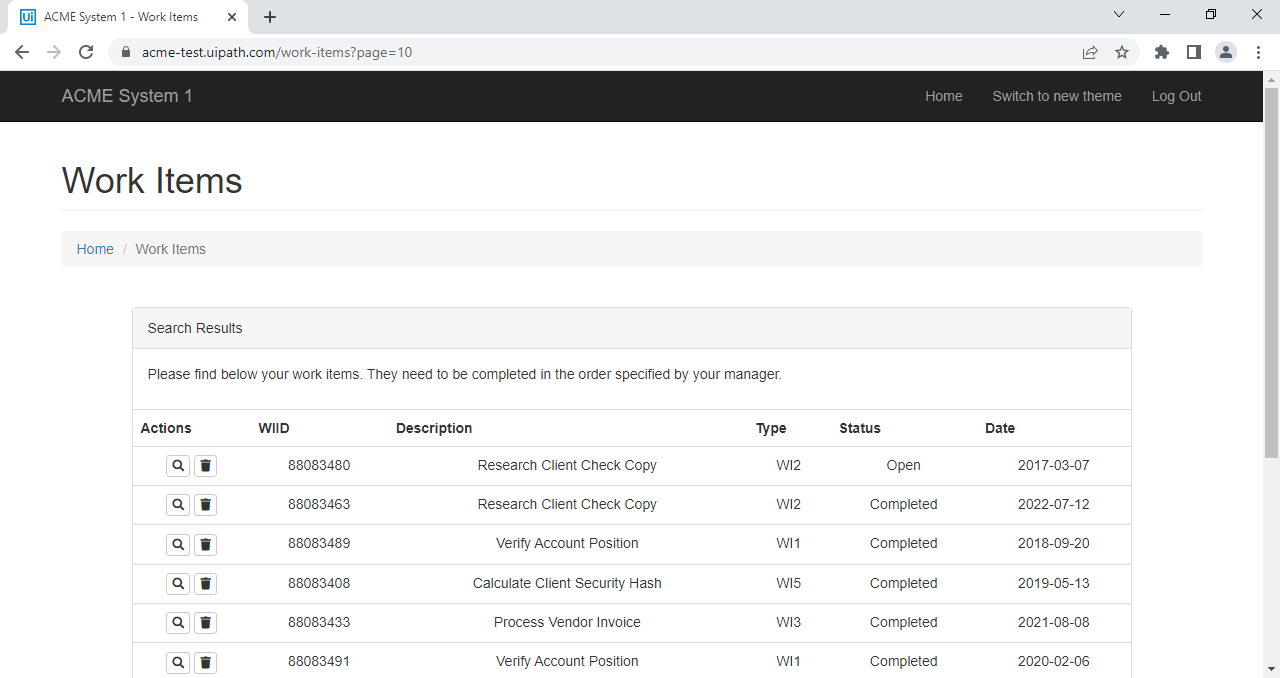 ACME System 1 - Work Items
acme-test.uipath.com/work-items?page=10
ACME System 1 Home Switch to new theme Log Out
Work Items
Home / Work Items
Search Results
Please find below your work items. They need to be completed in the order specified by your manager.
Actions WIID Description Type Status Date
88083480 Research Client Check Copy WI2 Open 2017-03-07
88083463 Research Client Check Copy WI2 Completed 2022-07-12
88083489 Verify Account Position WI1 Completed 2018-09-20
88083408 Calculate Client Security Hash WI5 Completed 2019-05-13
88083433 Process Vendor Invoice WI3 Completed 2021-08-08
88083491 Verify Account Position WI1 Completed 2020-02-06